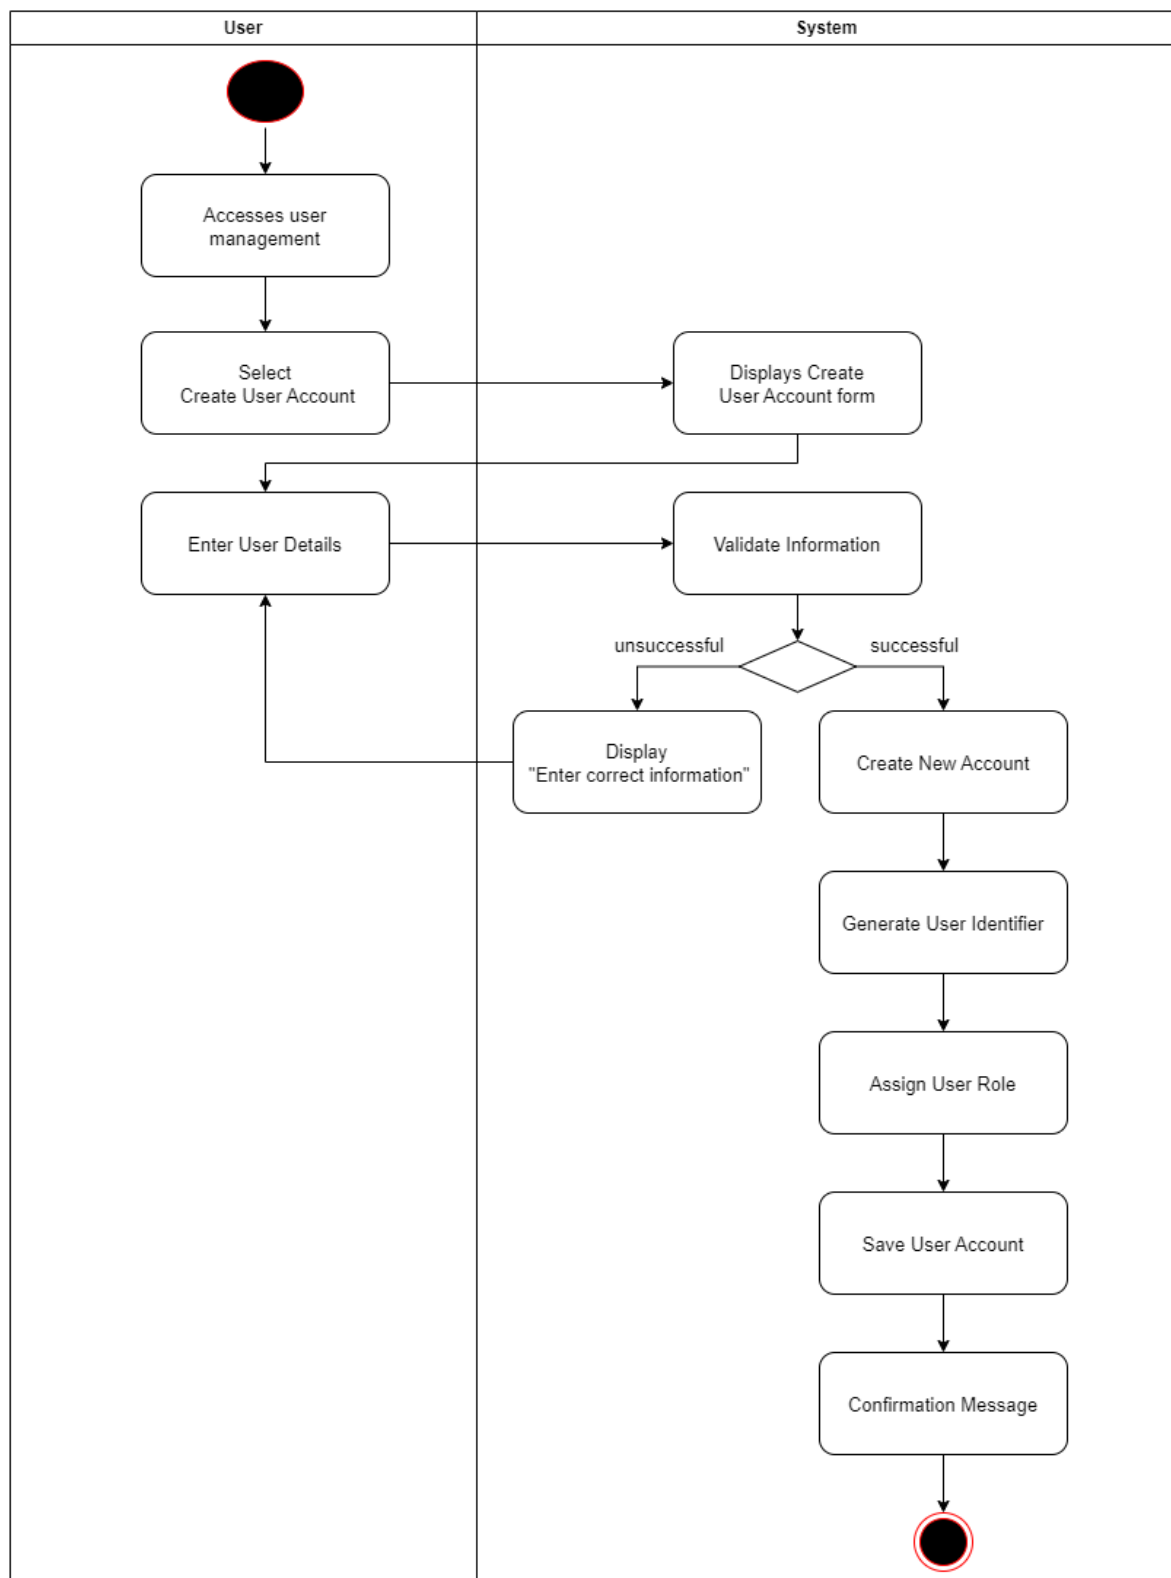 User
System
Accesses user
management
Select
Create User Account
Displays Create
User Account form
Enter User Details
Validate Information
unsuccessful
successful
Display
"Enter correct information"
Create New Account
Generate User Identifier
Assign User Role
Save User Account
Confirmation Message